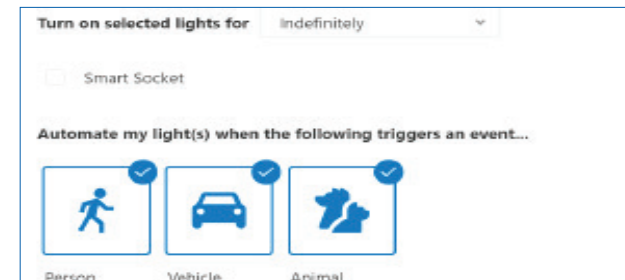 Turn on selected lights for Indefinitely
Smart Socket
Automate my light(s) when the following triggers an event...
Person Vehicle Animal